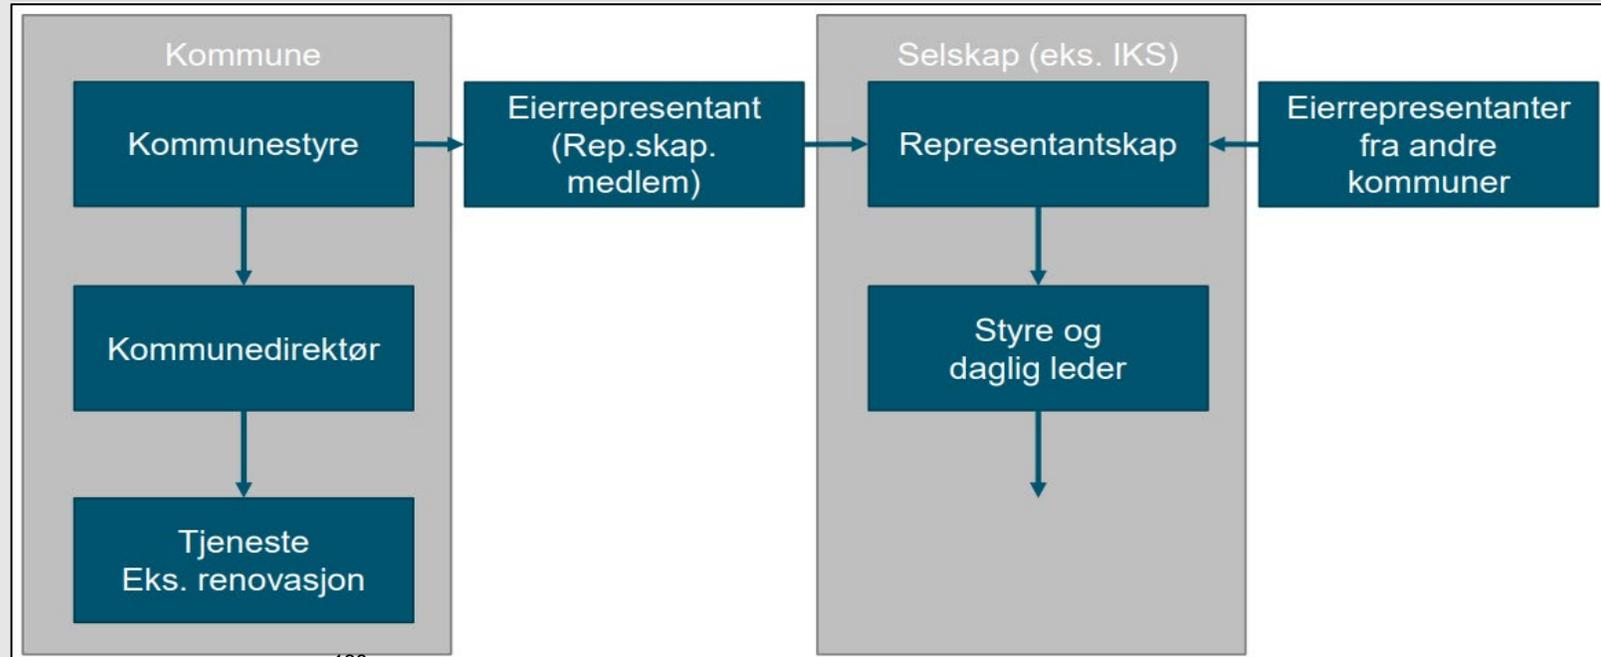 Kommune
Kommunestyre
Kommunedirektør
Tjeneste
Eks. renovasjon
Eierrepresentant
(Rep.skap.
medlem)
Selskap (eks. IKS)
Representantskap
Styre og
daglig leder
Eierrepresentanter
fra andre
kommuner